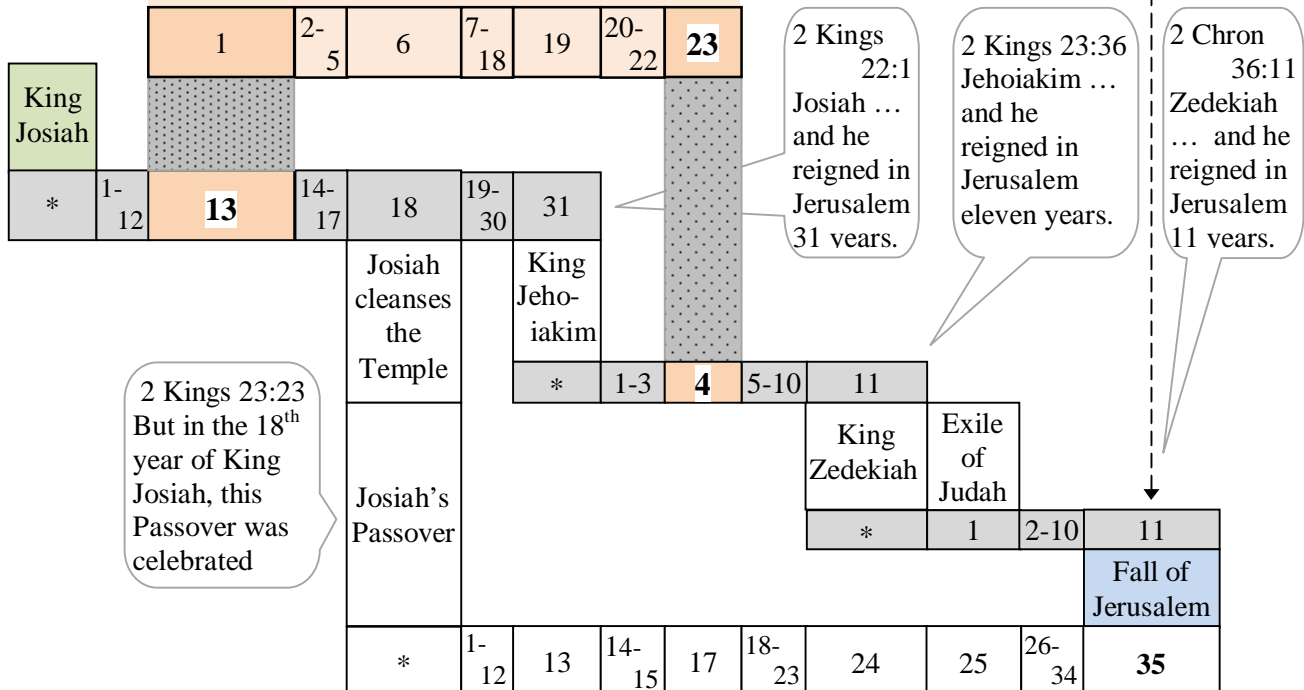 1
2-
5
6
7-
18
19
20-
22
23
2 Kings
22:1
Josiah …
and he
reigned in
Jerusalem
31 years.
2 Kings 23:36
Jehoiakim …
and he
reigned in
Jerusalem
eleven years.
2 Chron
36:11
Zedekiah
… and he
reigned in
Jerusalem
11 years.
King
Josiah
*
1-
12
13
14-
17
18
19-
30
31
Josiah
cleanses
the
Temple
King
Jeho-
iakim
*
1-3
4
5-10
11
2 Kings 23:23
But in the 18th
year of King
Josiah, this
Passover was
celebrated
Josiah’s
Passover
King
Zedekiah
Exile
of
Judah
*
1
2-10
11
Fall of
Jerusalem
*
1-
12
13
14-
15
17
18-
23
24
25
26-
34
35